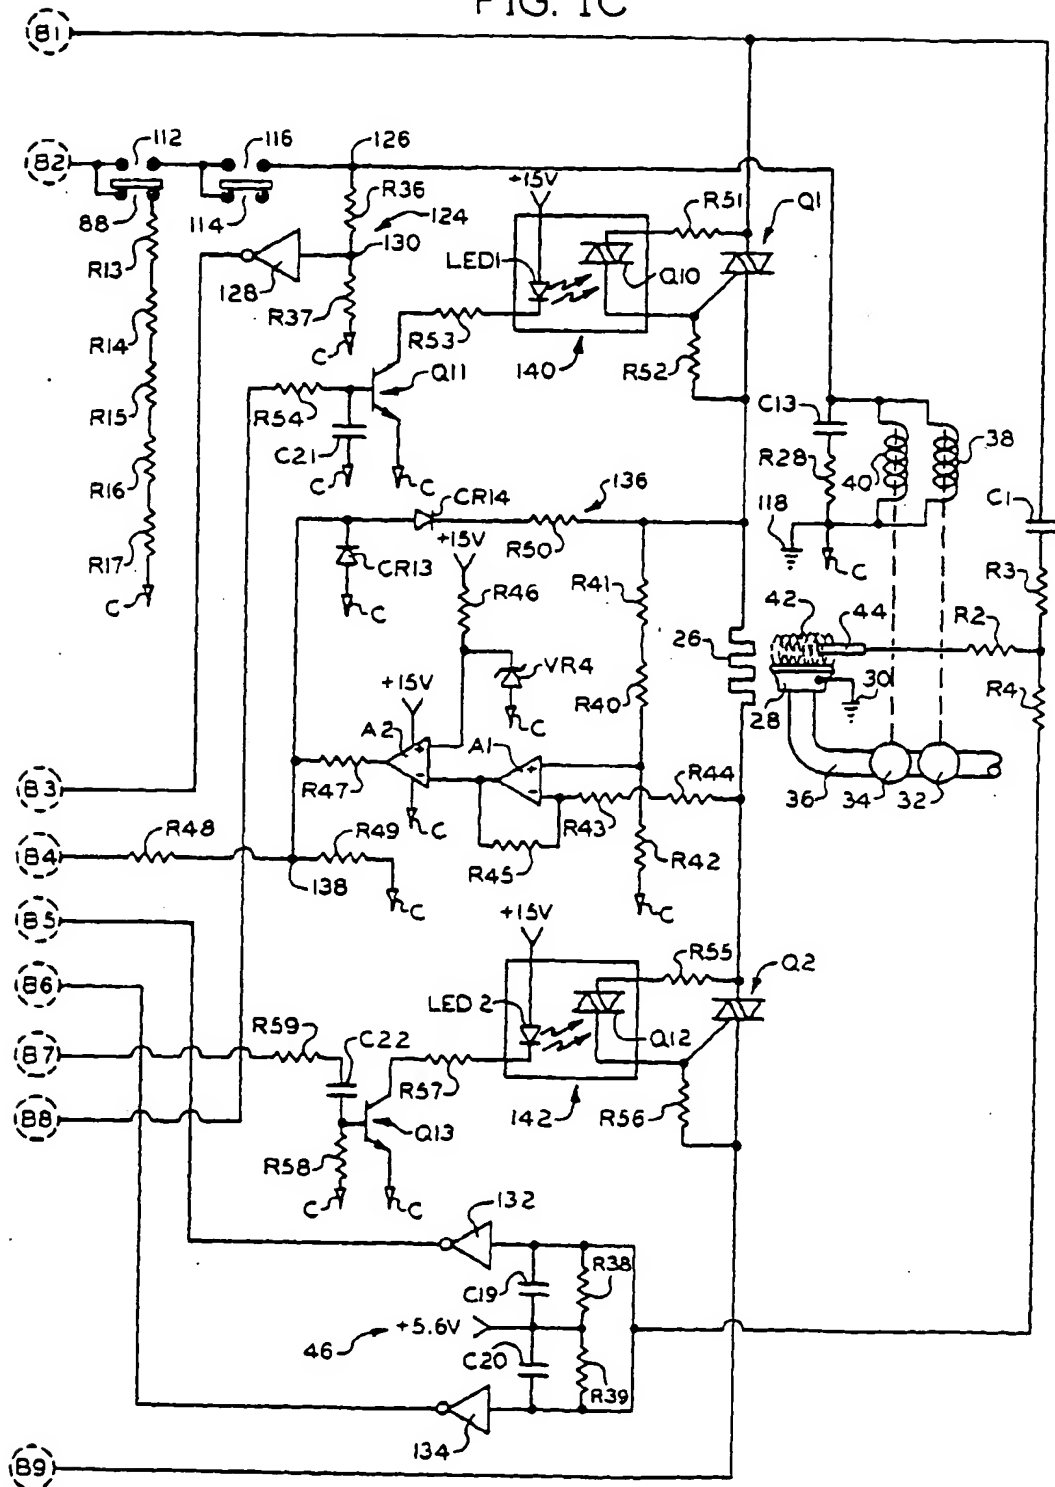 FIG. 1C
B1
112
116
126
B2
R36
+15V
R51
Q1
88
114
124
R13
130
LED1
Q10
128
R37
R53
R14
C
140
R52
Q11
R54
C13
38
R15
C21
R28
40
R16
C
C
CR14
136
118
C1
+15V
R50
R17
CR13
C
R41
R3
C
C
R46
42
44
R2
26
VR4
+15V
R40
30
28
R4
A2
A1
C
R44
B3
R47
R43
36
34
32
R48
R49
C
B4
R45
R42
138
C
C
B5
+15V
R55
Q2
B6
LED 2
Q12
R59
C22
B7
R57
142
R56
B8
Q13
R58
C
C
132
R38
C19
46
+5.6V
C20
R39
134
B9